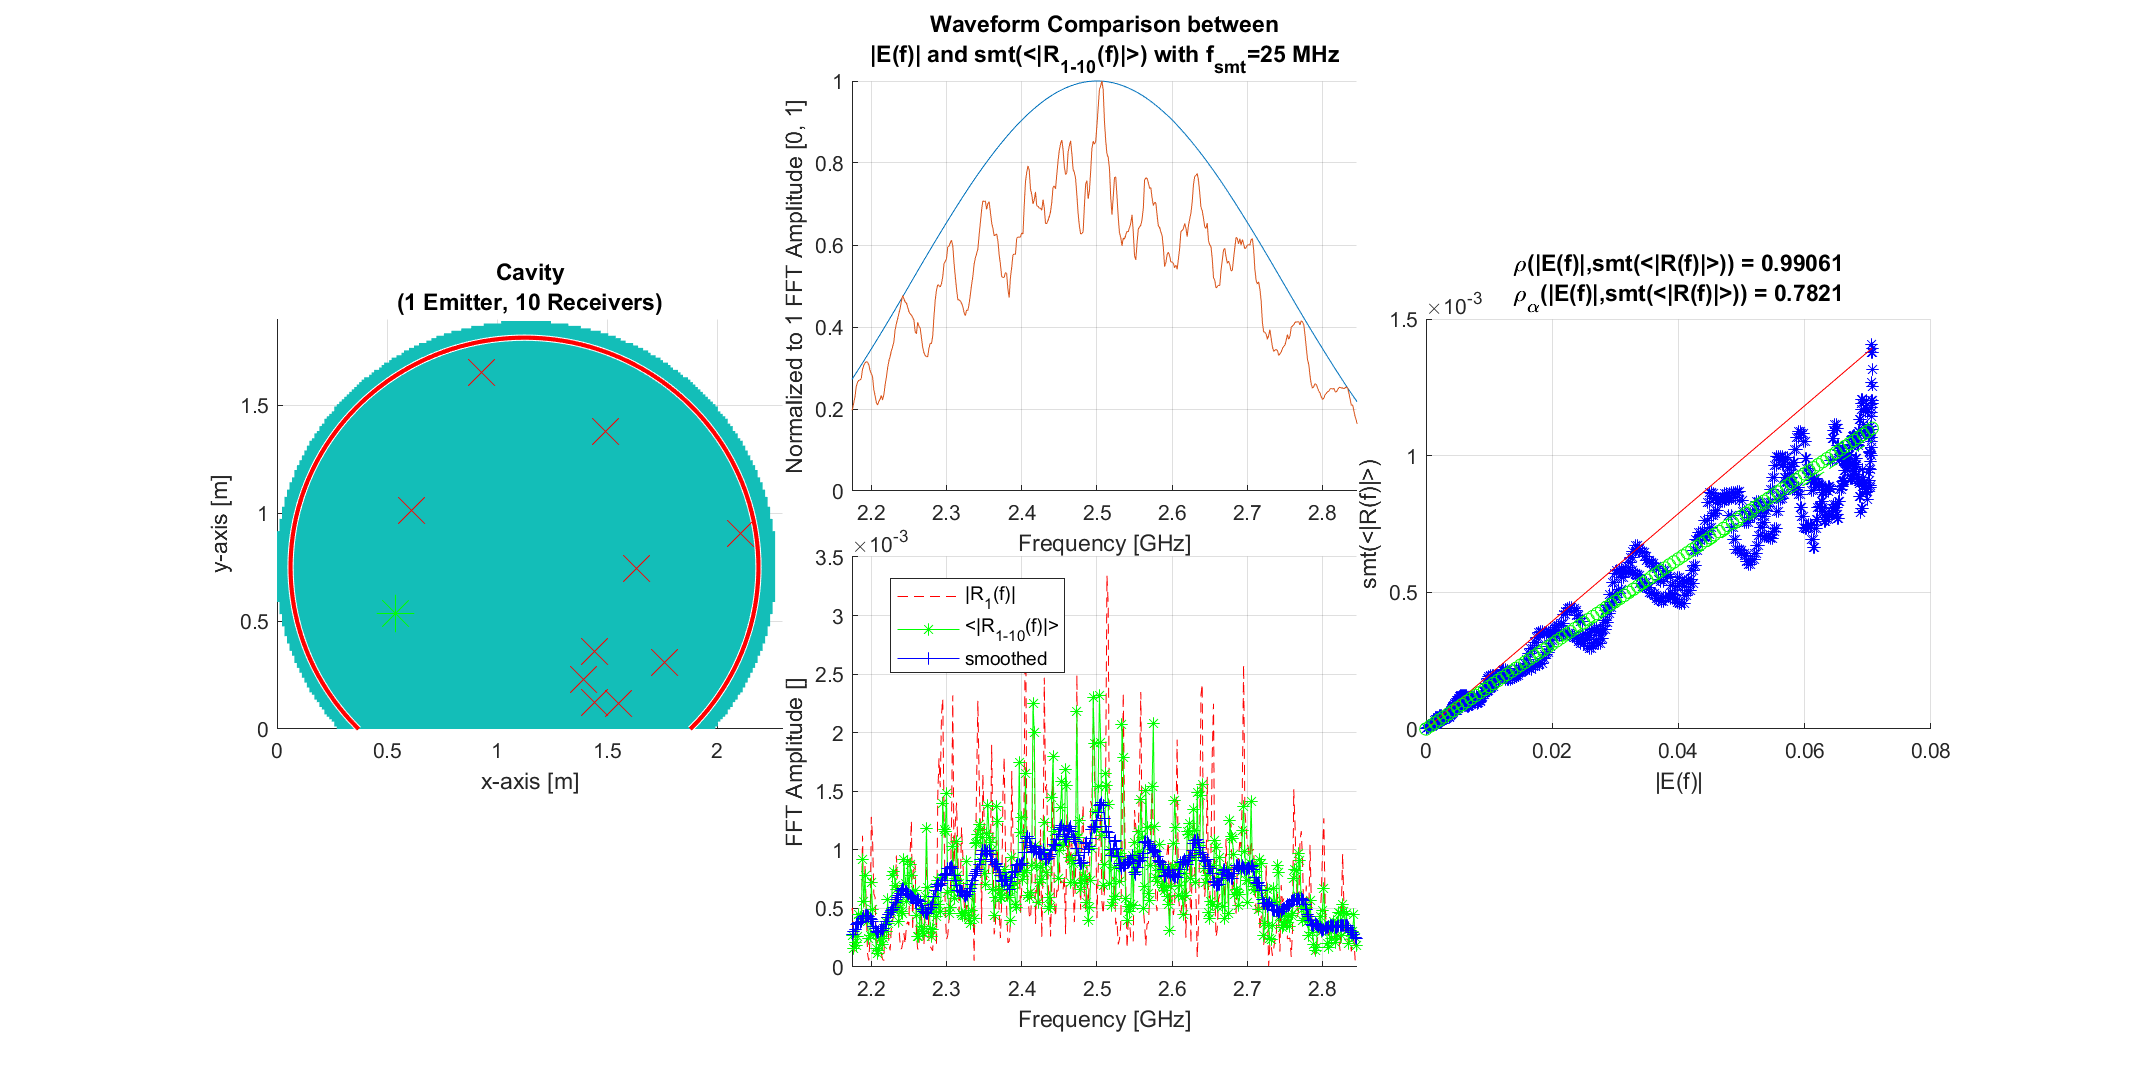 Cavity
(1 Emitter, 10 Receivers)
1.5
1
0.5
0
0
0.5
1
1.5
2
y-axis [m]
x-axis [m]
Waveform Comparison between
|E(f)| and smt(<|R1-10(f)|>) with fsmt=25 MHz
Normalized to 1 FFT Amplitude [0, 1]
1
0.8
0.6
0.4
0.2
0
2.2
2.3
2.4
2.5
2.6
2.7
2.8
Frequency [GHz]
×10-3
3.5
3
2.5
2
1.5
1
0.5
0
FFT Amplitude []
|R1(f)|
<|R1-10(f)|>
smoothed
2.2
2.3
2.4
2.5
2.6
2.7
2.8
Frequency [GHz]
ρ(|E(f)|,smt(<|R(f)|>)) = 0.99061
ρα(|E(f)|,smt(<|R(f)|>)) = 0.7821
×10-3
1.5
1
0.5
0
smt(<|R(f)|>)
0
0.02
0.04
0.06
0.08
|E(f)|